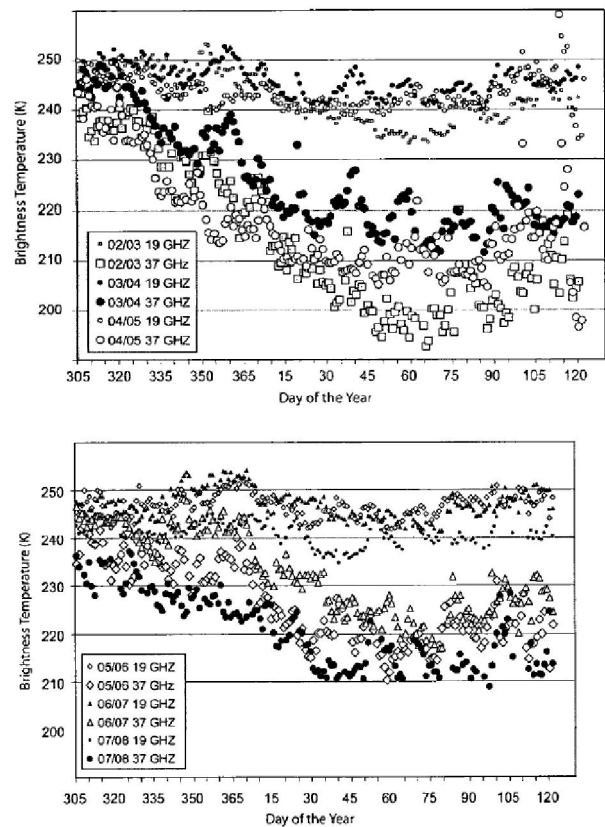 250
240
230
220
210
200
Brightness Temperature (K)
02/03 19 GHZ
02/03 37 GHz
03/04 19 GHZ
03/04 37 GHZ
04/05 19 GHZ
04/05 37 GHZ
305 320 335 350 365 15 30 45 60 75 90 105 120
Day of the Year
250
240
230
220
210
200
Brightness Temperature (K)
05/06 19 GHZ
05/06 37 GHz
06/07 19 GHZ
06/07 37 GHZ
07/08 19 GHZ
07/08 37 GHZ
305 320 335 350 365 15 30 45 60 75 90 105 120
Day of the Year